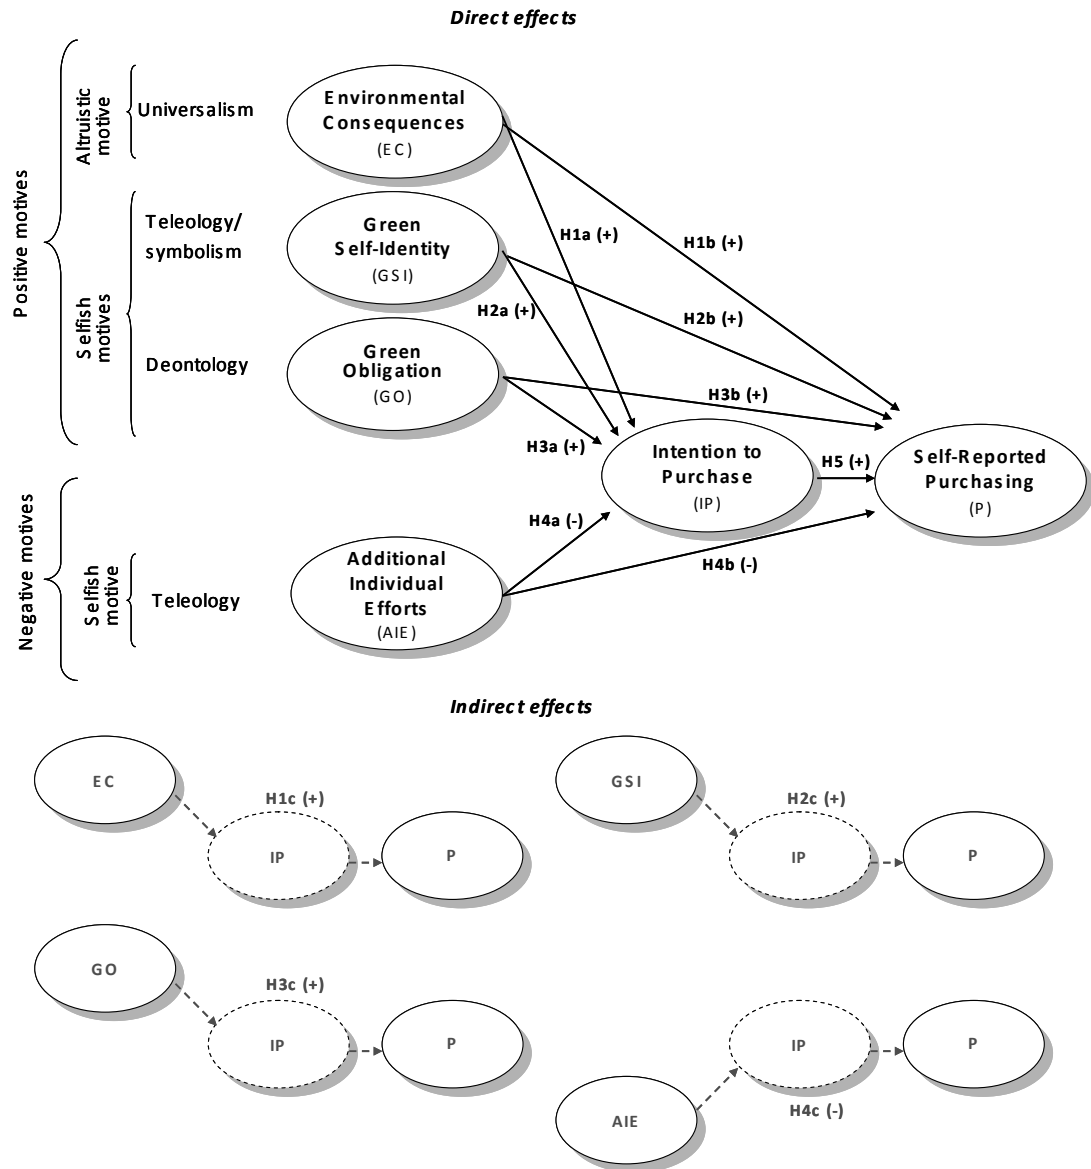 Direct effects
Positive motives
Altruistic
motive
Universalism
Environmental
Consequences
(EC)
Selfish
motives
Teleology/
symbolism
Green
Self-Identity
(GSI)
Deontology
Green
Obligation
(GO)
H1a (+)
H1b (+)
H2a (+)
H2b (+)
H3a (+)
H3b (+)
Intention to
Purchase
(IP)
H5 (+)
Self-Reported
Purchasing
(P)
Negative motives
Selfish
motive
Teleology
Additional
Individual
Efforts
(AIE)
H4a (-)
H4b (-)
Indirect effects
EC
H1c (+)
IP
P
GSI
H2c (+)
IP
P
GO
H3c (+)
IP
P
AIE
IP
H4c (-)
P